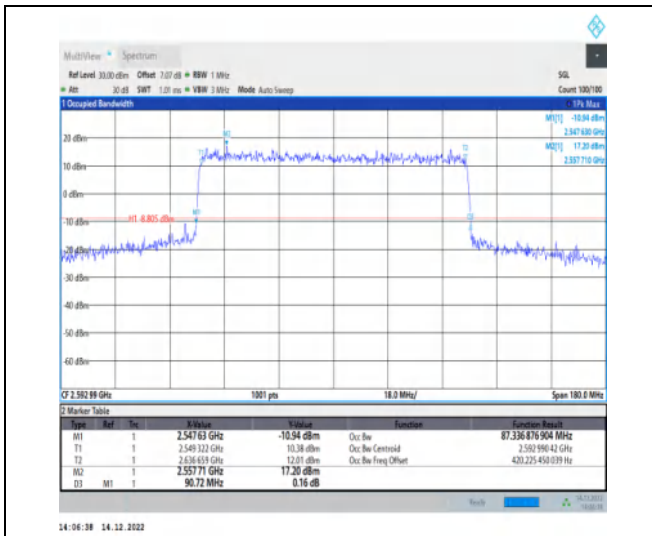 MultiView Spectrum
Ref Level 30.00 dBm Offset 7.07 dB RBW 1 MHz SGL
Att 30 dB SWT 1.01 ms VBW 3 MHz Mode Auto Sweep Count 100/100
1 Occupied Bandwidth 1Pk Max
M1[1] -10.94 dBm
2.547 630 GHz
M2[1] 17.20 dBm
2.557 710 GHz
20 dBm
M2
T1
T2
10 dBm
0 dBm
M1
H1 -8.805 dBm
-10 dBm
D3
-20 dBm
-30 dBm
-40 dBm
-50 dBm
-60 dBm
CF 2.592 99 GHz 1001 pts 18.0 MHz/ Span 180.0 MHz
2 Marker Table
Type Ref Trc X-Value Y-Value Function Function Result
M1 1 2.547 63 GHz -10.94 dBm Occ Bw 87.336 876 904 MHz
T1 1 2.549 322 GHz 10.38 dBm Occ Bw Centroid 2.592 990 42 GHz
T2 1 2.636 659 GHz 12.01 dBm Occ Bw Freq Offset 420.225 450 039 Hz
M2 1 2.557 71 GHz 17.20 dBm
D3 M1 1 90.72 MHz 0.16 dB
Ready
14:06:38 14.12.2022